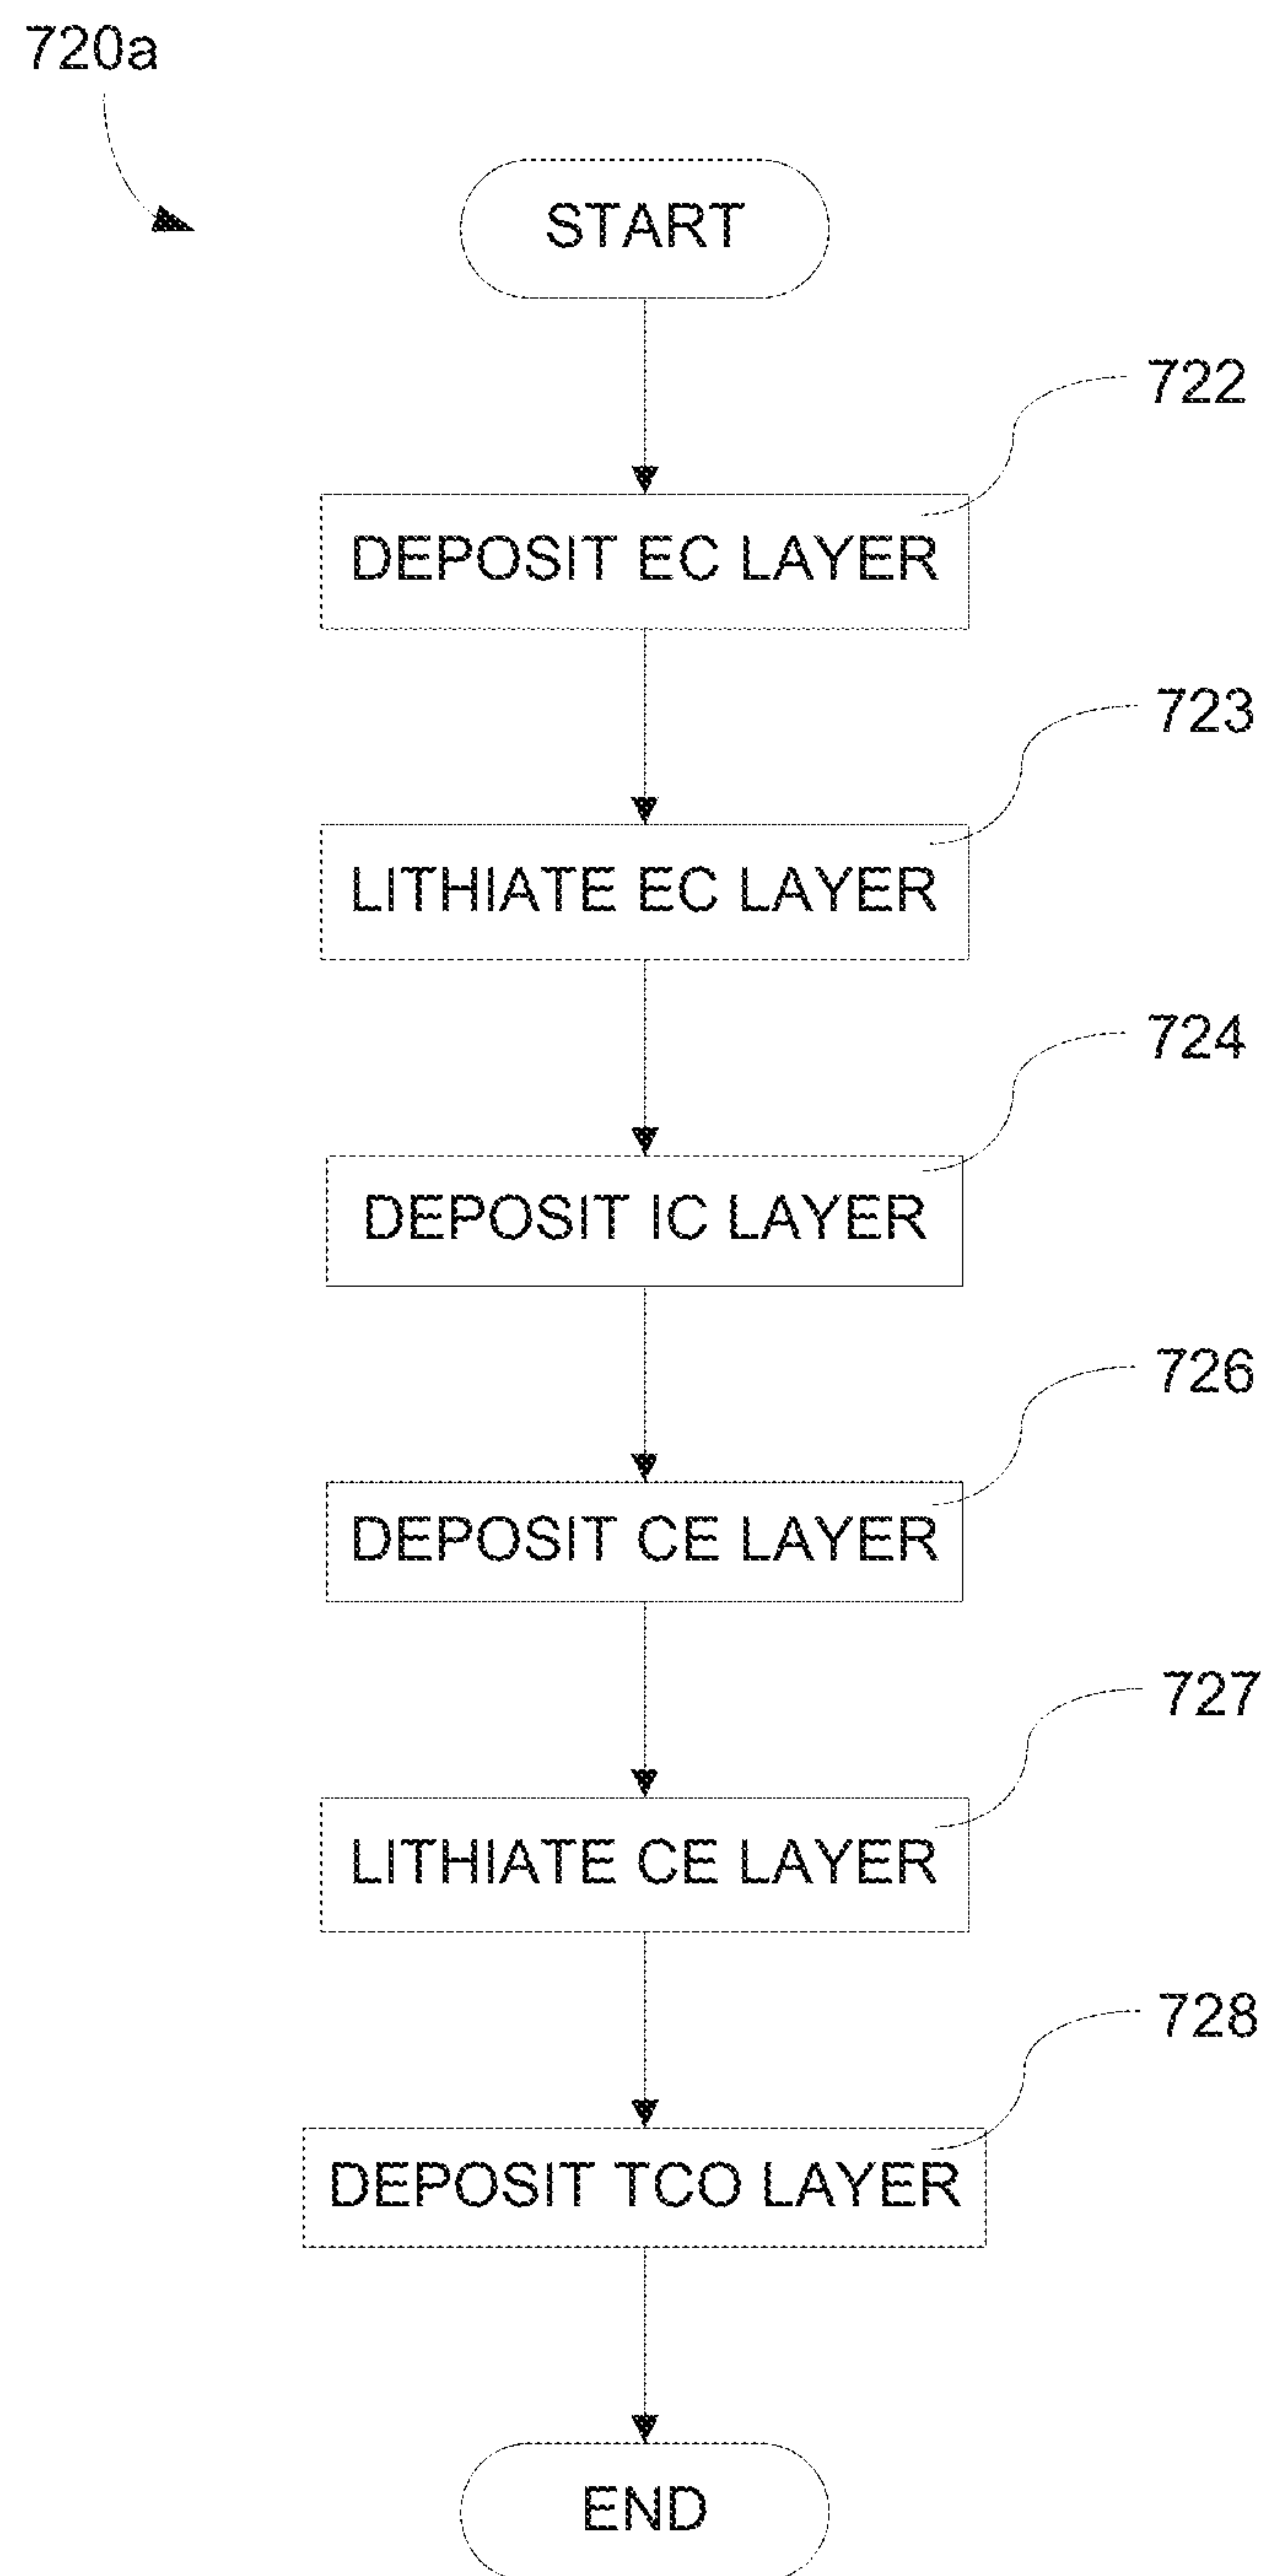 720a
START
722
DEPOSIT EC LAYER
723
LITHIATE EC LAYER
724
DEPOSIT IC LAYER
726
DEPOSIT CE LAYER
727
LITHIATE CE LAYER
728
DEPOSIT TCO LAYER
END